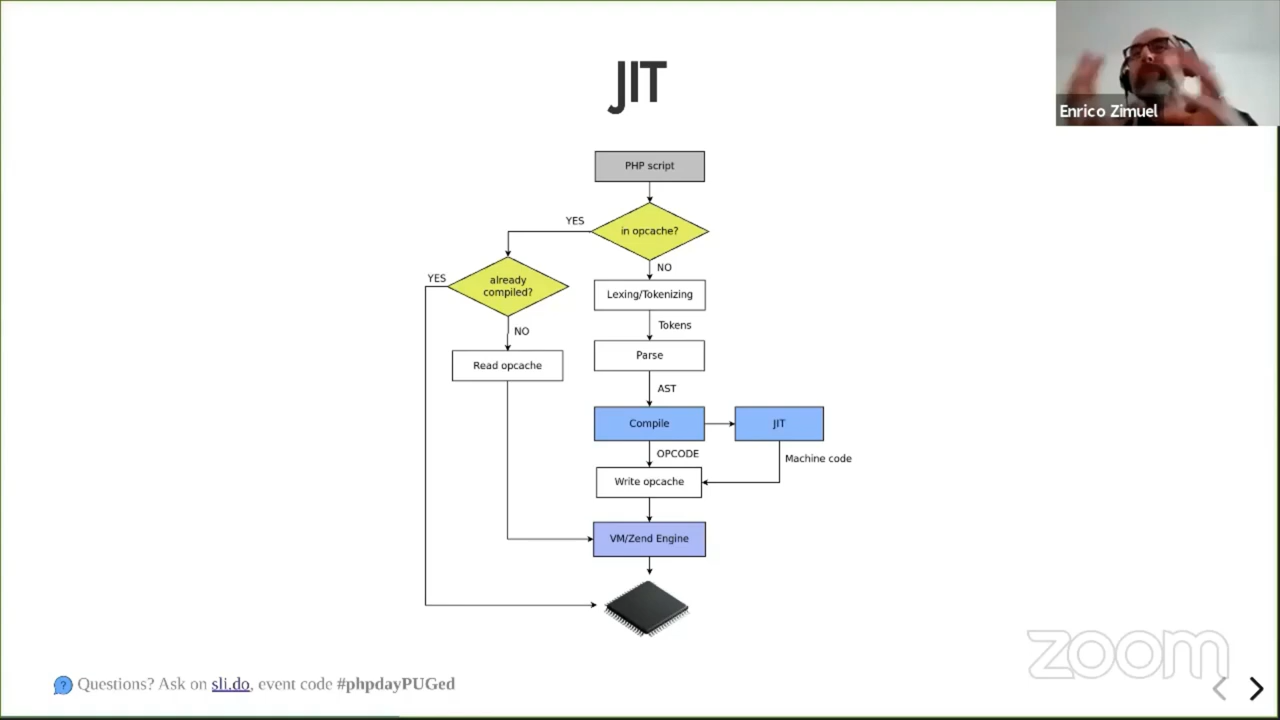 JIT
Enrico Zimuel
PHP script
YES
in opcache?
NO
YES
already
compiled?
Lexing/Tokenizing
Tokens
NO
Parse
Read opcache
AST
Compile
JIT
OPCODE
Machine code
Write opcache
VM/Zend Engine
zoom
? Questions? Ask on sli.do, event code #phpdayPUGed